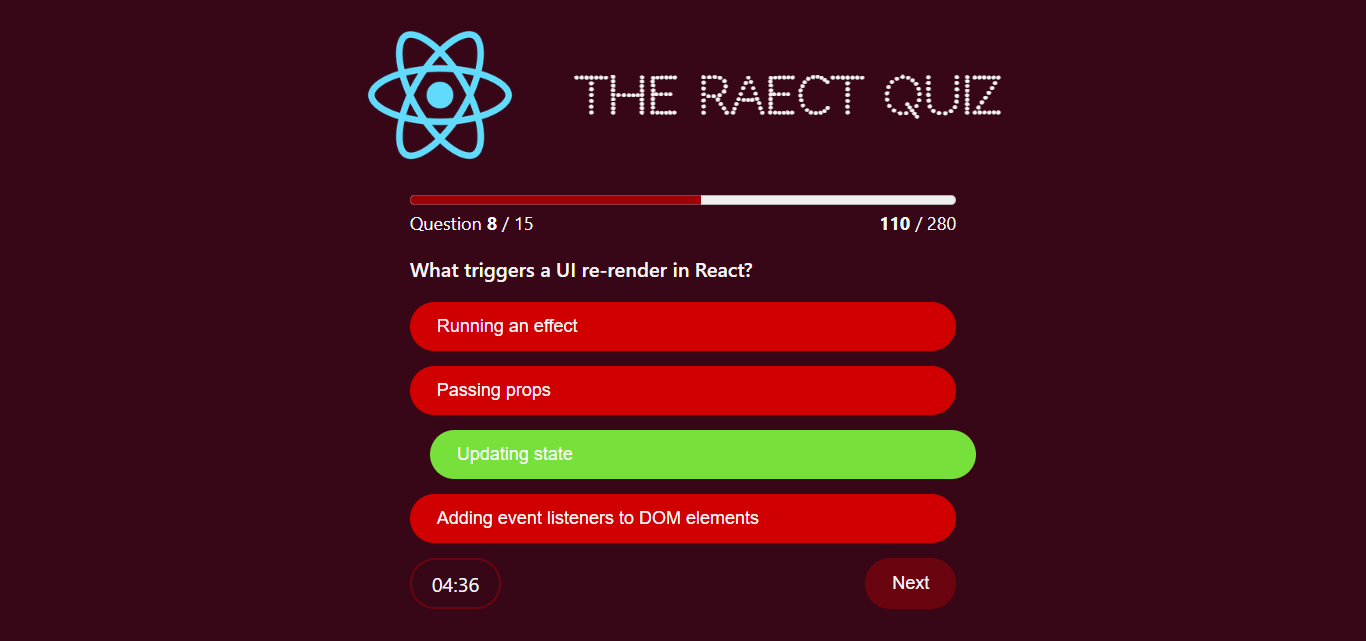 THE RAECT QUIZ
Question 8 / 15
110 / 280
What triggers a UI re-render in React?
Running an effect
Passing props
Updating state
Adding event listeners to DOM elements
04:36
Next